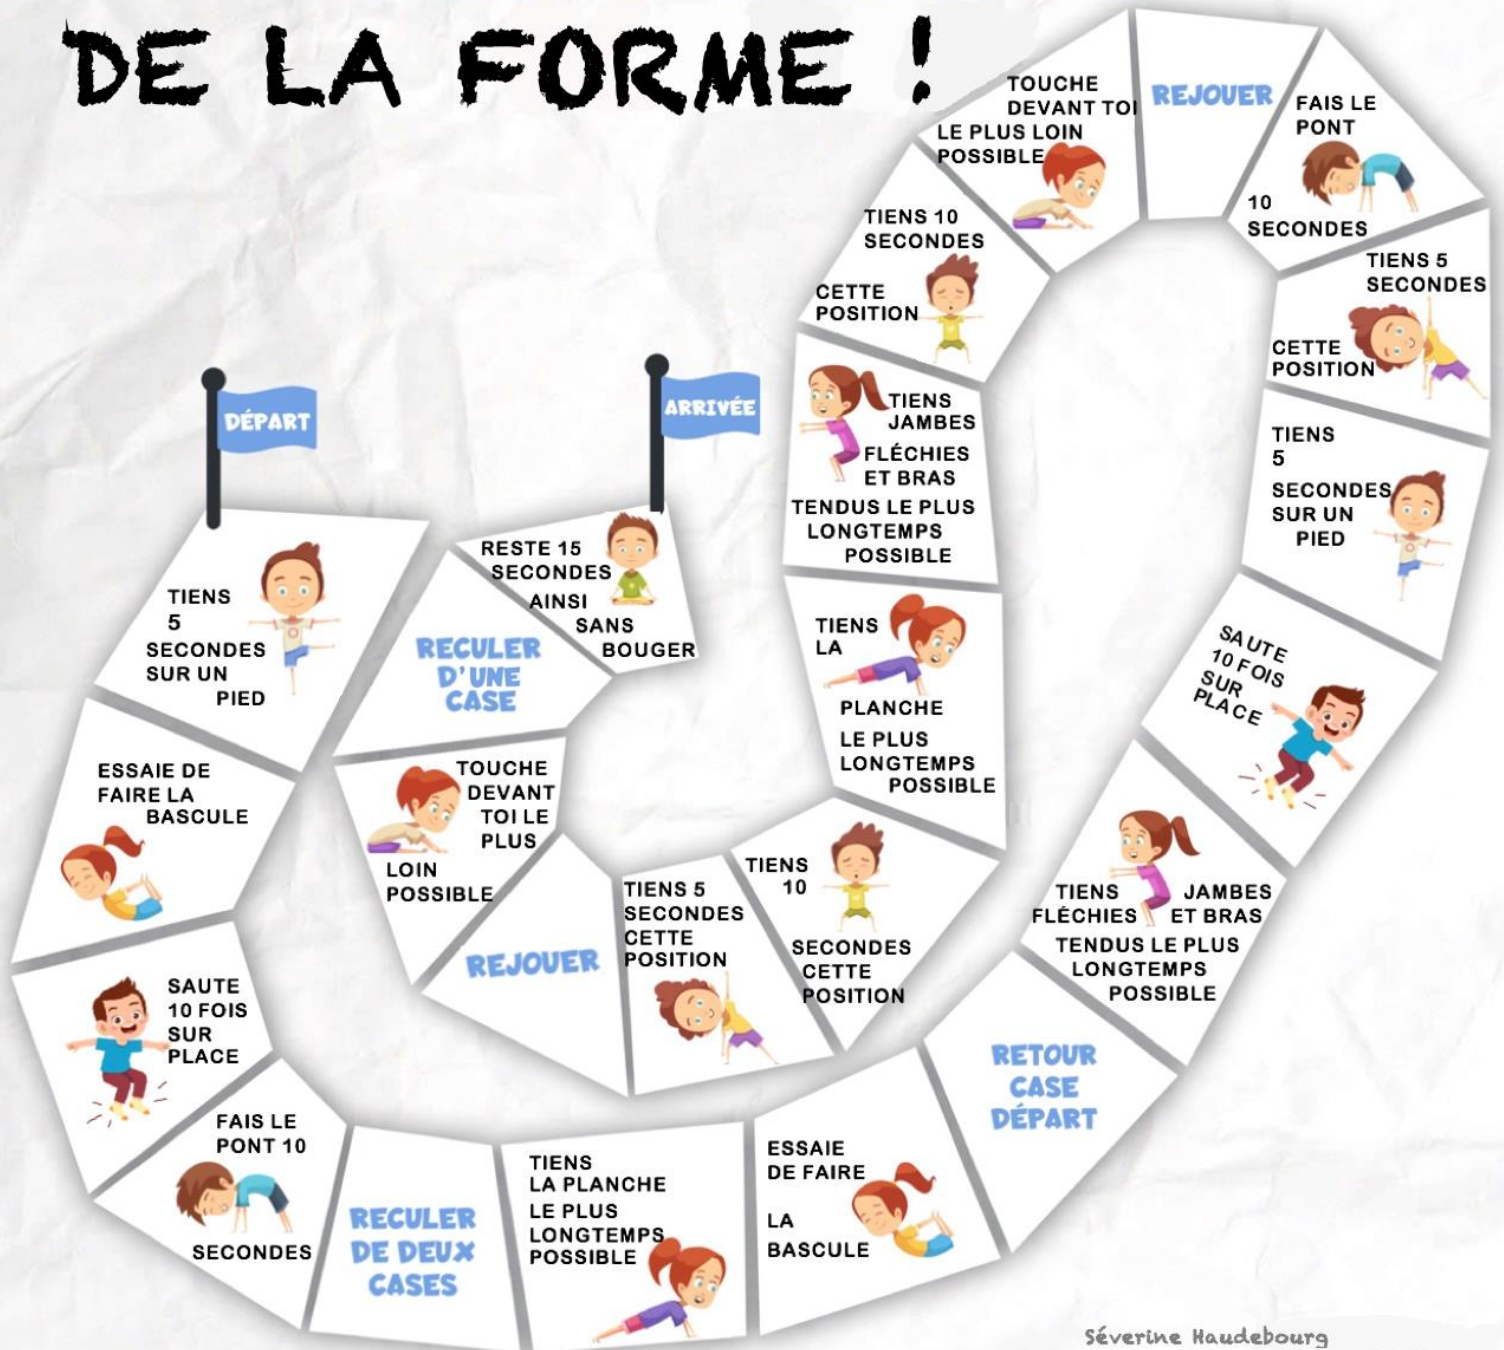 DE LA FORME !
DÉPART
TIENS
5
SECONDES
SUR UN
PIED
ESSAIE DE
FAIRE LA
BASCULE
SAUTE
10 FOIS
SUR
PLACE
FAIS LE
PONT 10
SECONDES
RECULER
DE DEUX
CASES
TIENS
LA PLANCHE
LE PLUS
LONGTEMPS
POSSIBLE
ESSAIE
DE FAIRE
LA
BASCULE
RETOUR
CASE
DÉPART
TIENS JAMBES
FLÉCHIES ET BRAS
TENDUS LE PLUS
LONGTEMPS
POSSIBLE
SAUTE
10 FOIS
SUR
PLACE
TIENS
5
SECONDES
SUR UN
PIED
TIENS 5
SECONDES
CETTE
POSITION
FAIS LE
PONT
10
SECONDES
REJOUER
TOUCHE
DEVANT TOI
LE PLUS LOIN
POSSIBLE
TIENS 10
SECONDES
CETTE
POSITION
TIENS
JAMBES
FLÉCHIES
ET BRAS
TENDUS LE PLUS
LONGTEMPS
POSSIBLE
TIENS
LA
PLANCHE
LE PLUS
LONGTEMPS
POSSIBLE
TIENS
10
SECONDES
CETTE
POSITION
TIENS 5
SECONDES
CETTE
POSITION
REJOUER
TOUCHE
DEVANT
TOI LE
PLUS
LOIN
POSSIBLE
RECULER
D'UNE
CASE
RESTE 15
SECONDES
AINSI
SANS
BOUGER
ARRIVÉE
Séverine Haudebourg